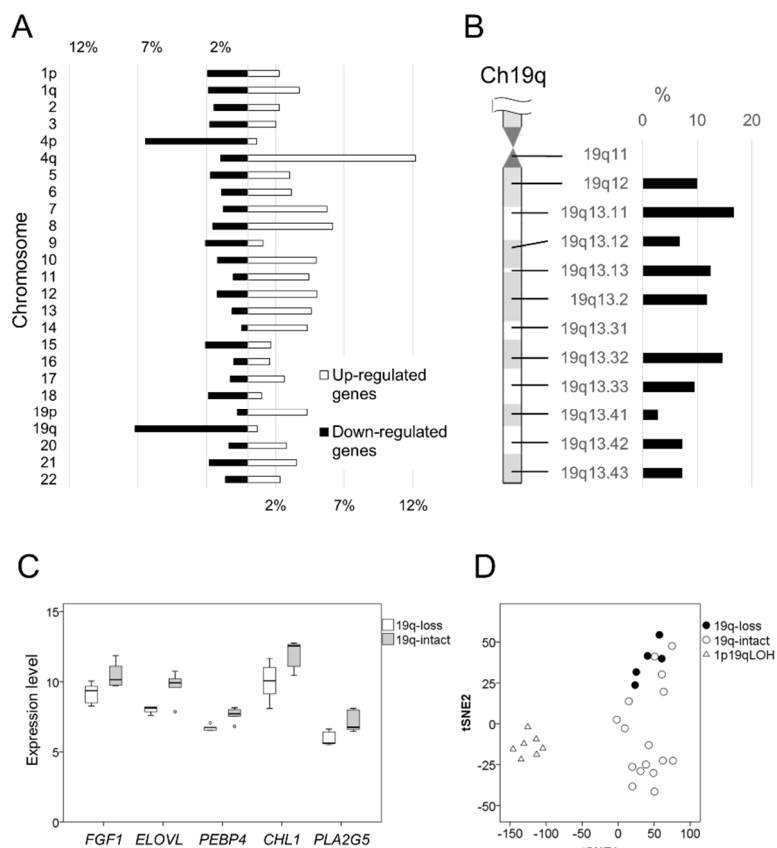 A
12%
7%
2%
Chromosome
1p
1q
2
3
4p
4q
5
6
7
8
9
10
11
12
13
14
15
16
17
18
19p
19q
20
21
22
Up-regulated
genes
Down-regulated
genes
2%
7%
12%
B
Ch19q
%
0
10
20
19q11
19q12
19q13.11
19q13.12
19q13.13
19q13.2
19q13.31
19q13.32
19q13.33
19q13.41
19q13.42
19q13.43
C
Expression level
15
10
5
0
19q-loss
19q-intact
FGF1 ELOVL PEBP4 CHL1 PLA2G5
D
tSNE2
50
25
0
-25
-50
19q-loss
19q-intact
1p19qLOH
-150 -100 -50 0 50 100